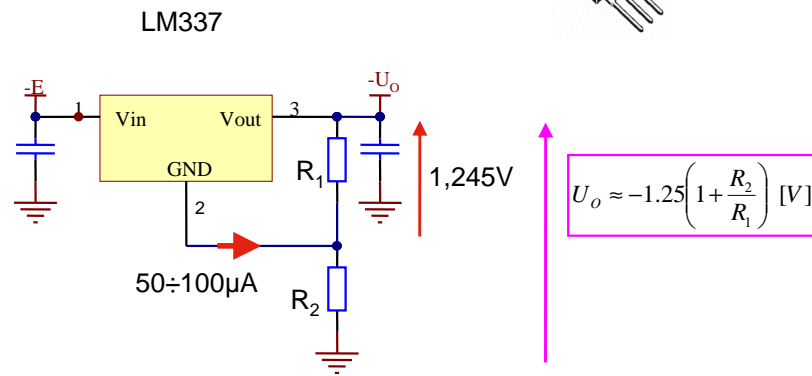 LM337
-E
-U_O
1
Vin
Vout
3
GND
2
R_1
1,245V
U_O ≈ -1.25(1 + R_2/R_1) [V]
50÷100µA
R_2